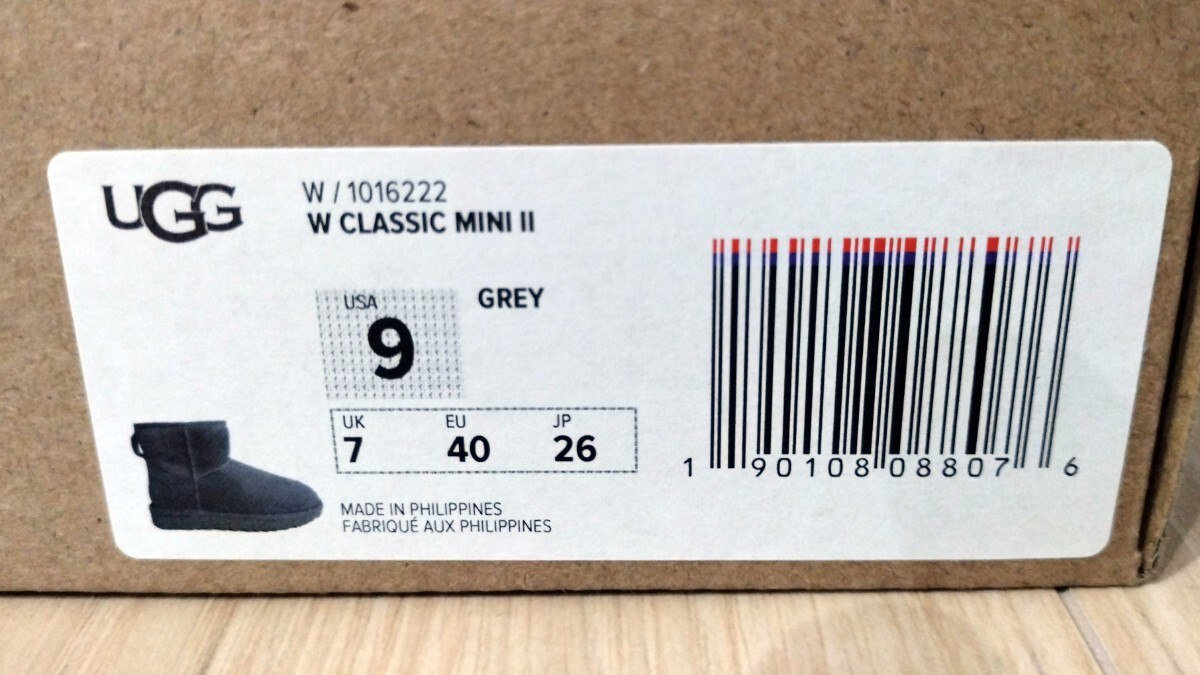 UGG
W / 1016222
W CLASSIC MINI II
USA
9
GREY
UK EU JP
7 40 26
MADE IN PHILIPPINES
FABRIQUÉ AUX PHILIPPINES
1 90108 08807 6